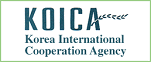 KOICA
Korea International
Cooperation Agency